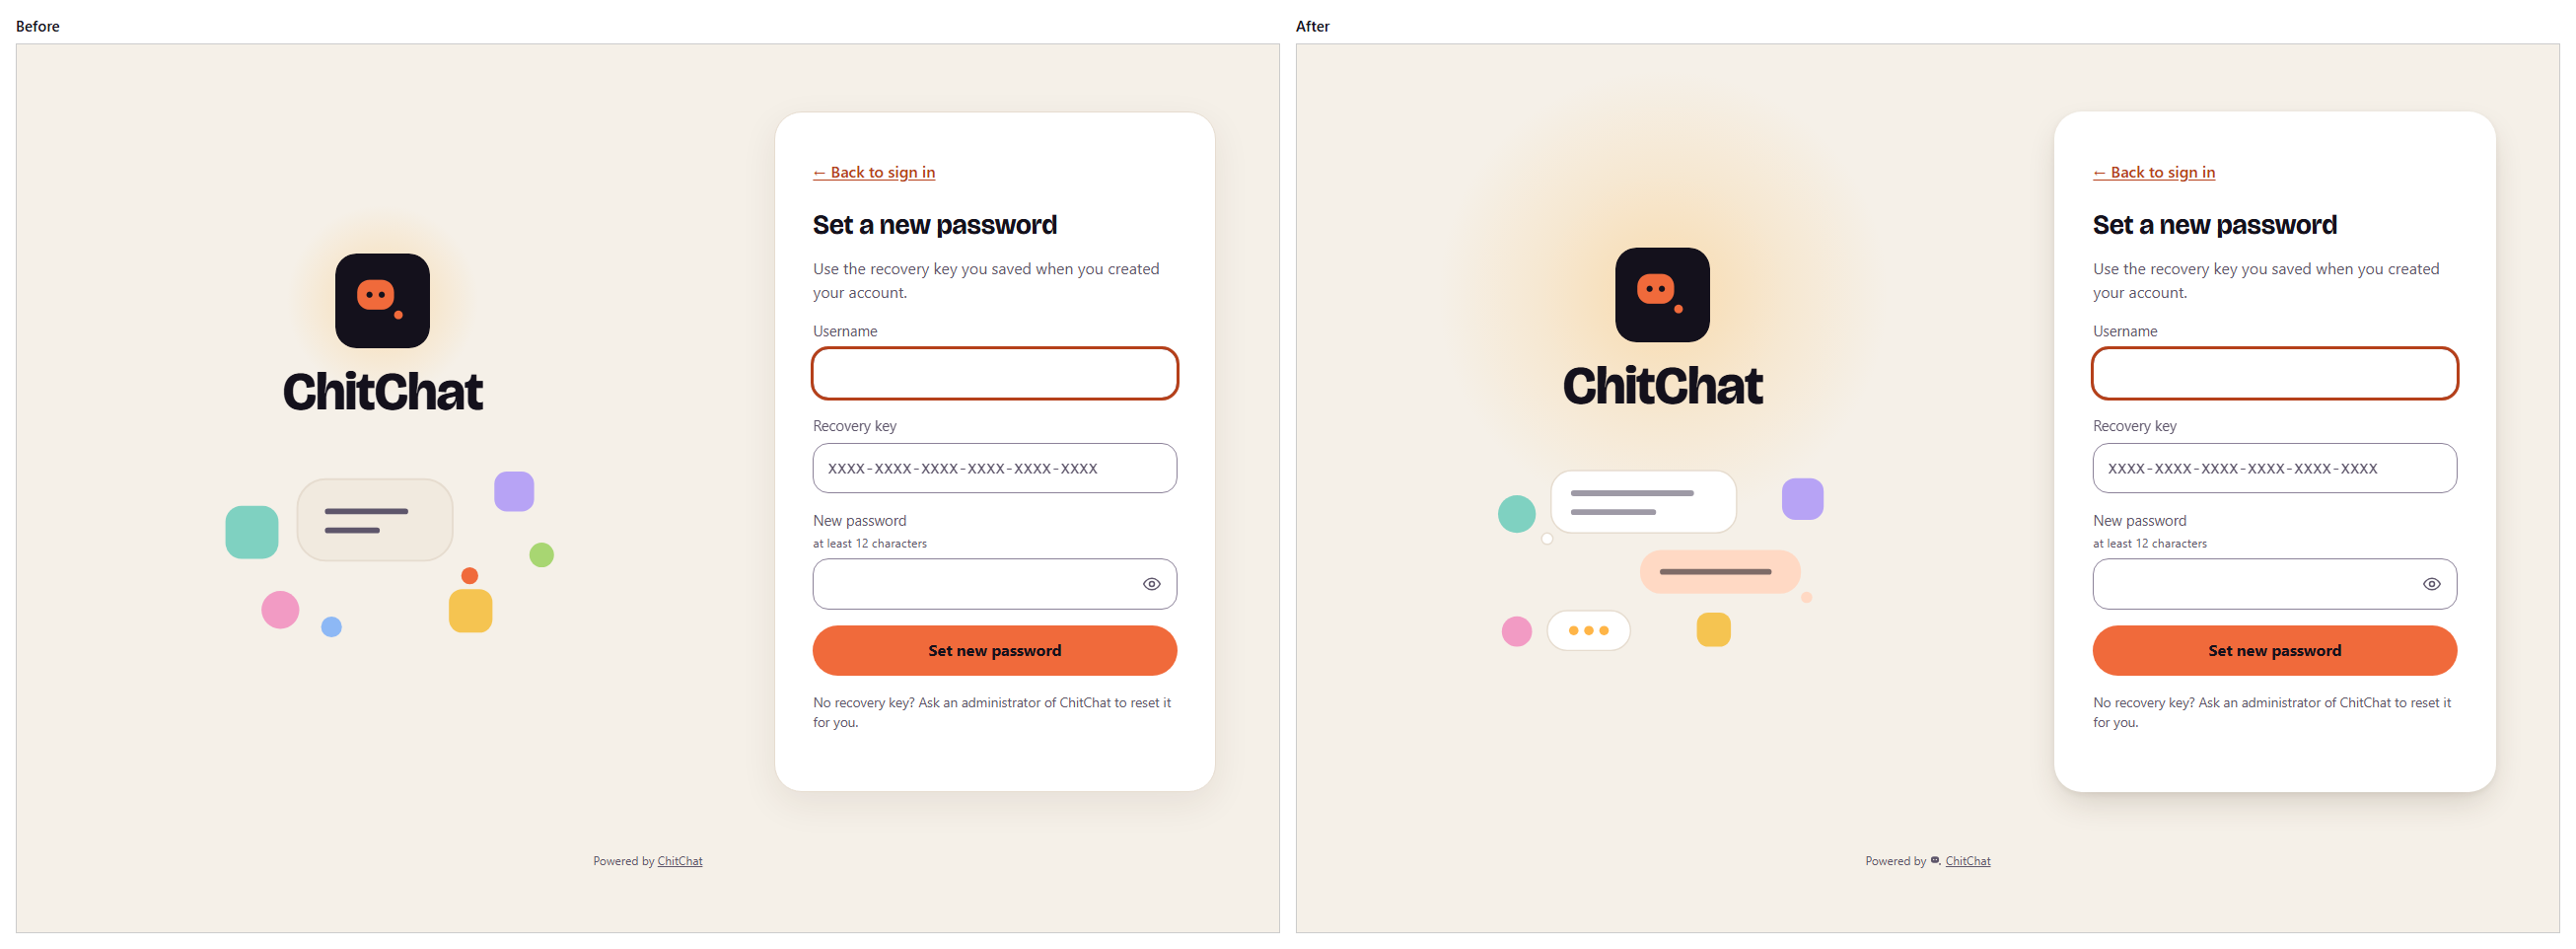 Before
ChitChat
← Back to sign in
Set a new password
Use the recovery key you saved when you created
your account.
Username
Recovery key
XXXX-XXXX-XXXX-XXXX-XXXX-XXXX
New password
at least 12 characters
Set new password
No recovery key? Ask an administrator of ChitChat to reset it
for you.
Powered by ChitChat
After
ChitChat
← Back to sign in
Set a new password
Use the recovery key you saved when you created
your account.
Username
Recovery key
XXXX-XXXX-XXXX-XXXX-XXXX-XXXX
New password
at least 12 characters
Set new password
No recovery key? Ask an administrator of ChitChat to reset it
for you.
Powered by ChitChat